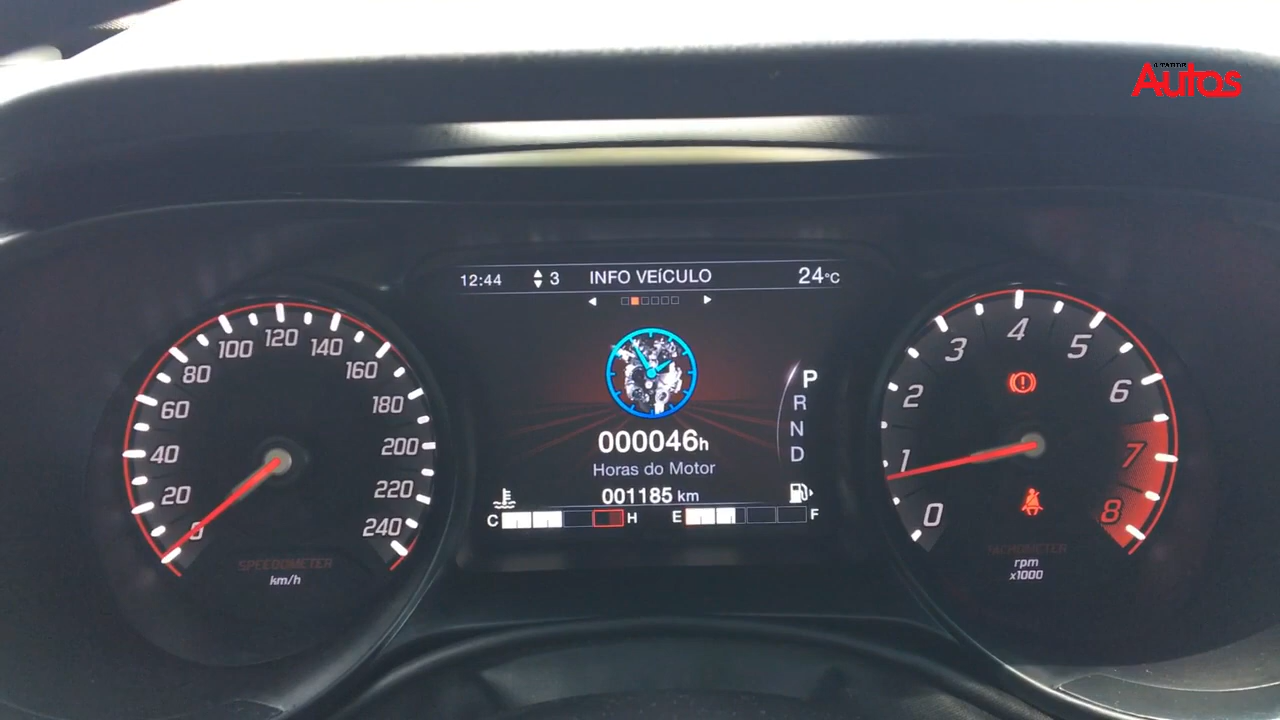 A TARDE
Autos
12:44 3 INFO VEÍCULO 24°C
000046h
Horas do Motor
001185 km
C H E F
P
R
N
D
0
20
40
60
80
100
120
140
160
180
200
220
240
SPEEDOMETER
km/h
0
1
2
3
4
5
6
7
8
TACHOMETER
rpm
x1000